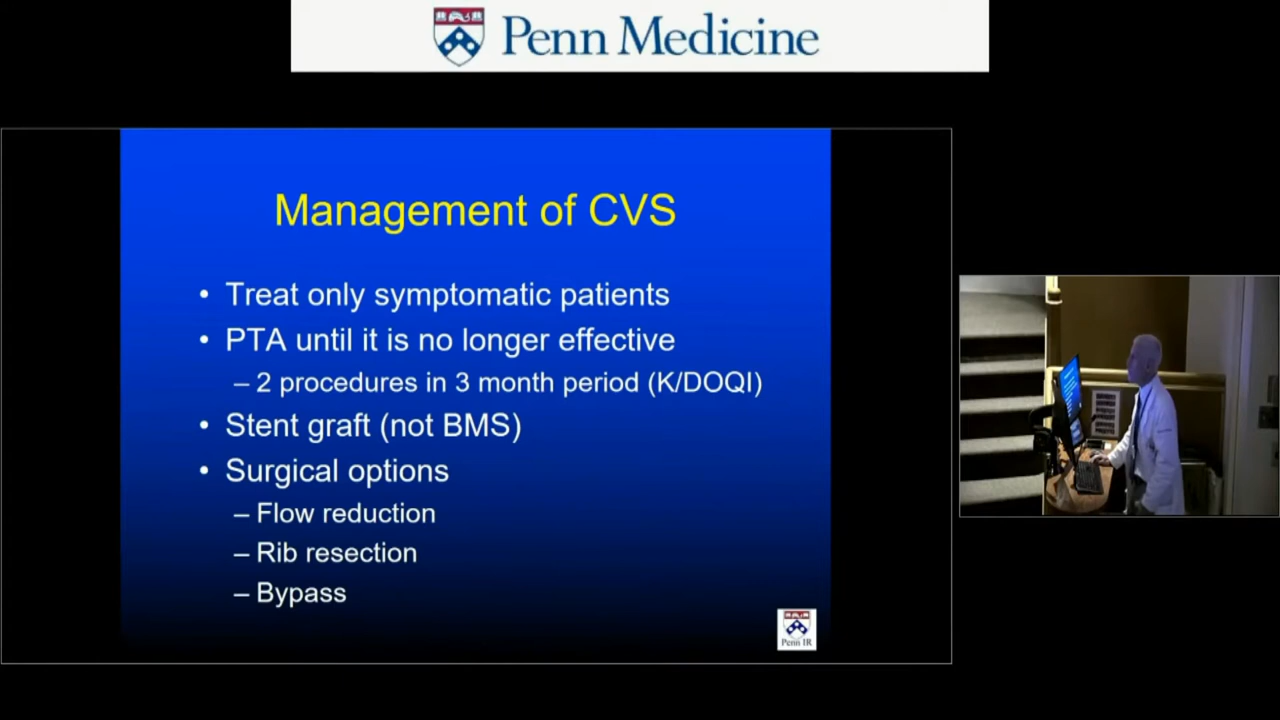 Penn Medicine
Management of CVS
• Treat only symptomatic patients
• PTA until it is no longer effective
– 2 procedures in 3 month period (K/DOQI)
• Stent graft (not BMS)
• Surgical options
– Flow reduction
– Rib resection
– Bypass
Penn IR